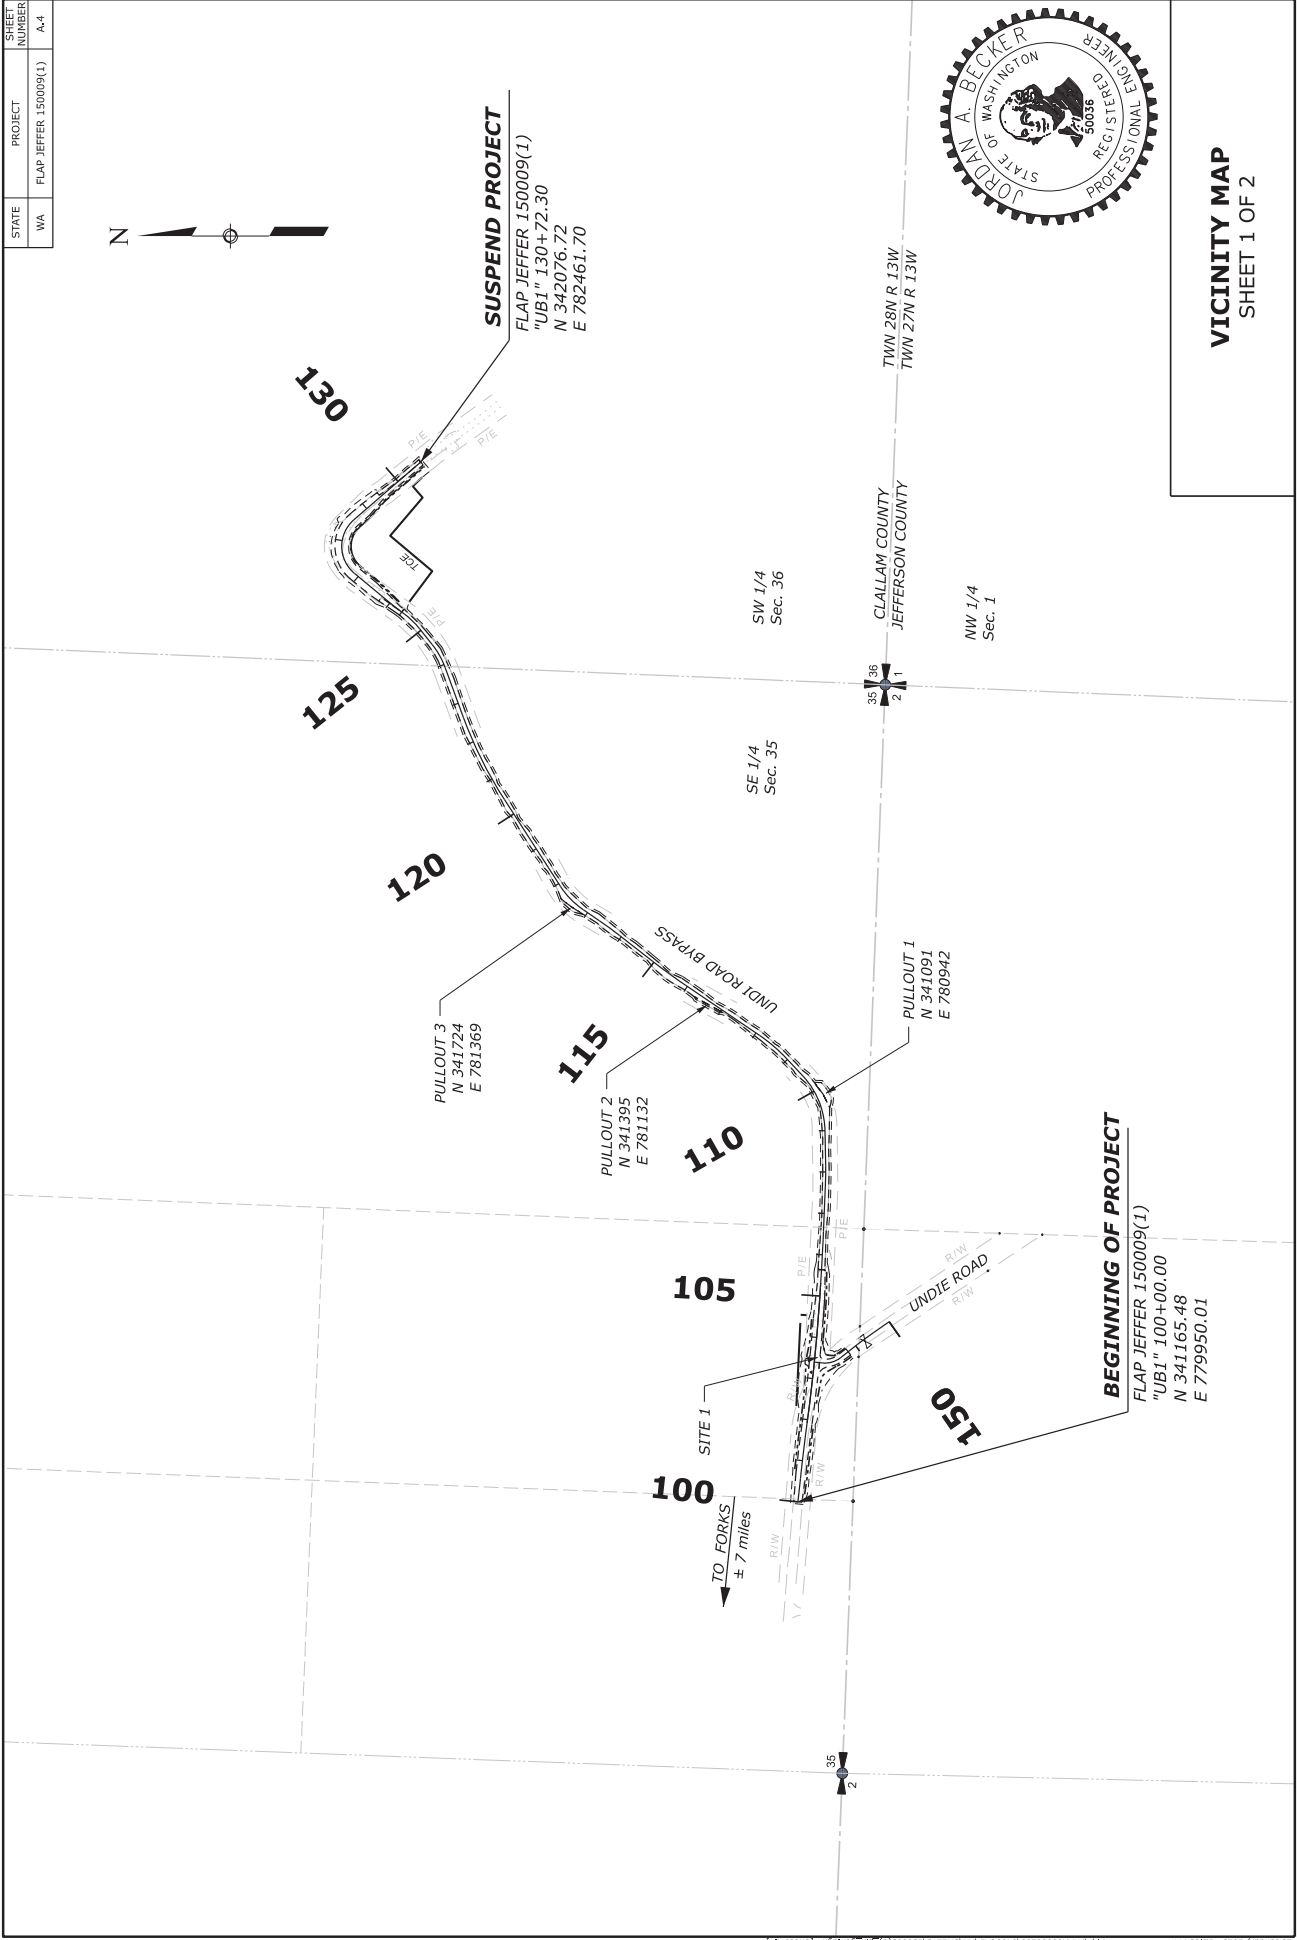 STATE
PROJECT
SHEET
NUMBER
WA
FLAP JEFFER 150009(1)
A.4
N
SUSPEND PROJECT
FLAP JEFFER 150009(1)
"UB1" 130+72.30
N 342076.72
E 782461.70
130
P/E
P/E
TCE
P/E
125
120
PULLOUT 3
N 341724
E 781369
115
UNDI ROAD BYPASS
PULLOUT 2
N 341395
E 781132
110
PULLOUT 1
N 341091
E 780942
SW 1/4
Sec. 36
SE 1/4
Sec. 35
CLALLAM COUNTY
JEFFERSON COUNTY
NW 1/4
Sec. 1
TWN 28N R 13W
TWN 27N R 13W
35
36
2
1
105
P/E
P/E
R/W
R/W
UNDIE ROAD
R/W
SITE 1
100
R/W
R/W
150
TO FORKS
± 7 miles
BEGINNING OF PROJECT
FLAP JEFFER 150009(1)
"UB1" 100+00.00
N 341165.48
E 779950.01
35
2
JORDAN A. BECKER
STATE OF WASHINGTON
50036
REGISTERED
PROFESSIONAL ENGINEER
VICINITY MAP
SHEET 1 OF 2